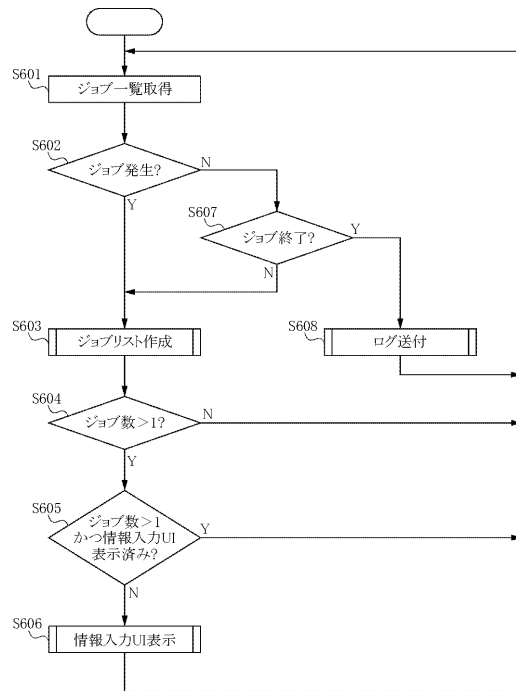 S601
ジョブ一覧取得
S602
ジョブ発生?
N
Y
S607
ジョブ終了?
Y
N
S603
ジョブリスト作成
S608
ログ送付
S604
ジョブ数>1?
N
Y
S605
ジョブ数>1
かつ情報入力UI
表示済み?
Y
N
S606
情報入力UI表示